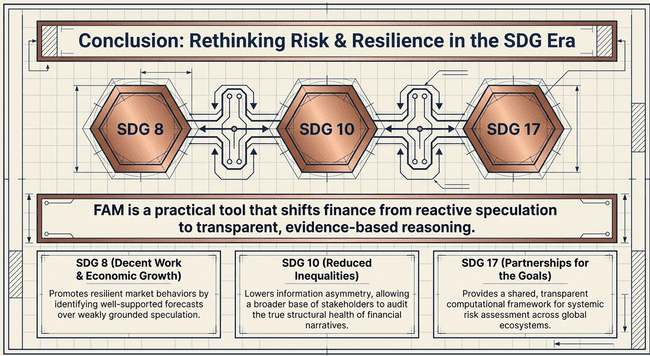 Conclusion: Rethinking Risk & Resilience in the SDG Era
SDG 8
SDG 10
SDG 17
FAM is a practical tool that shifts finance from reactive speculation
to transparent, evidence-based reasoning.
SDG 8 (Decent Work
& Economic Growth)
Promotes resilient market behaviors by
identifying well-supported forecasts
over weakly grounded speculation.
SDG 10 (Reduced
Inequalities)
Lowers information asymmetry, allowing
a broader base of stakeholders to audit
the true structural health of financial
narratives.
SDG 17 (Partnerships for
the Goals)
Provides a shared, transparent
computational framework for systemic
risk assessment across global
ecosystems.